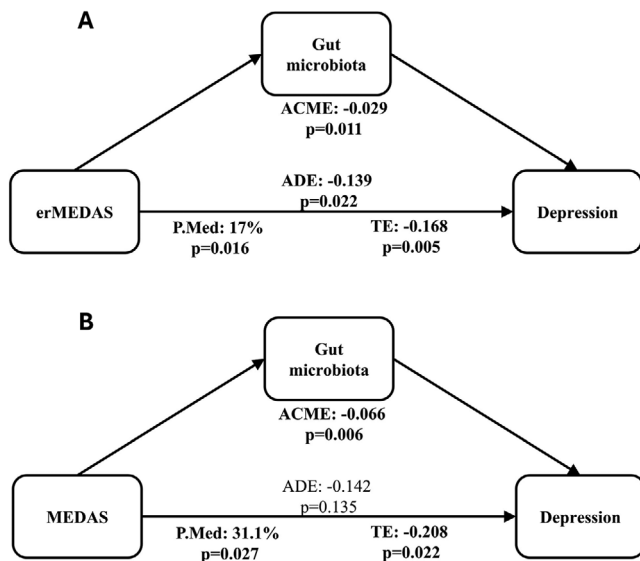 A
Gut
microbiota
ACME: -0.029
p=0.011
erMEDAS
ADE: -0.139
p=0.022
P.Med: 17%
p=0.016
TE: -0.168
p=0.005
Depression
B
Gut
microbiota
ACME: -0.066
p=0.006
MEDAS
ADE: -0.142
p=0.135
P.Med: 31.1%
p=0.027
TE: -0.208
p=0.022
Depression